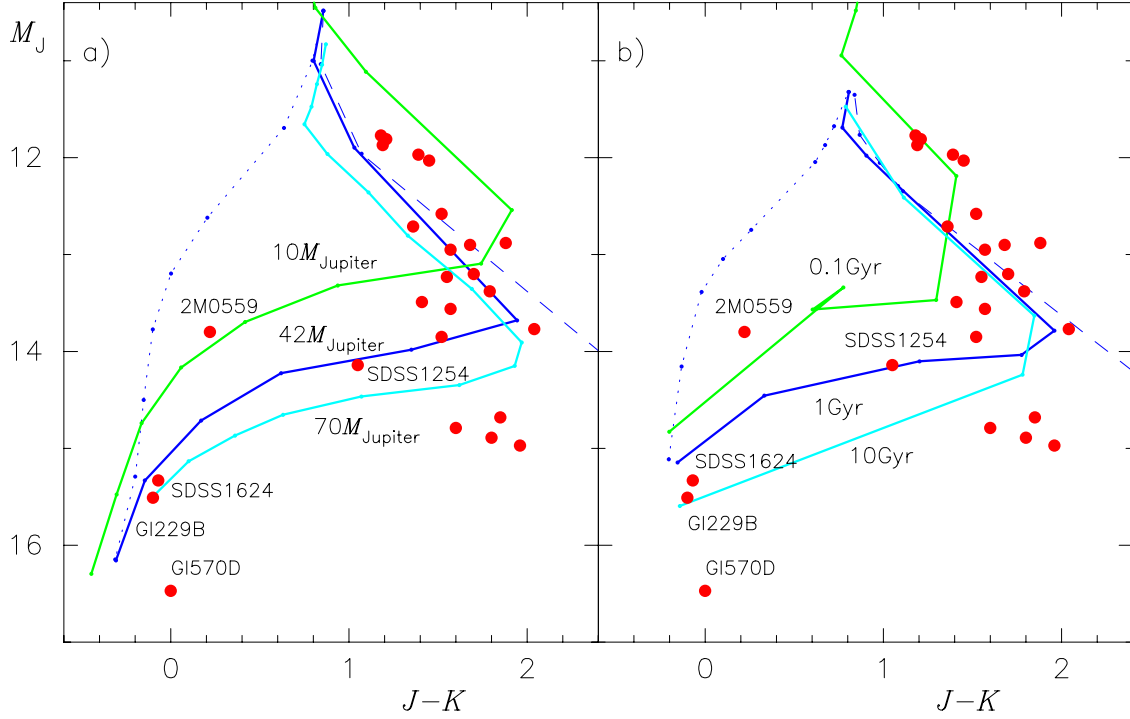 M_J
a)
b)
12
14
16
10M_Jupiter
2M0559
42M_Jupiter
SDSS1254
70M_Jupiter
SDSS1624
Gl229B
Gl570D
0.1Gyr
2M0559
SDSS1254
1Gyr
10Gyr
SDSS1624
Gl229B
Gl570D
0
1
2
0
1
2
J−K
J−K